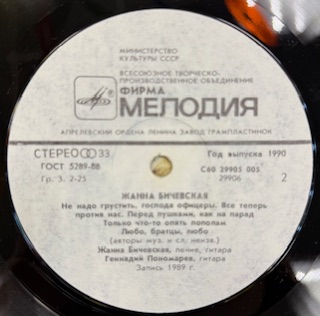 МИНИСТЕРСТВО
КУЛЬТУРЫ СССР
ВСЕСОЮЗНОЕ ТВОРЧЕСКО-
ПРОИЗВОДСТВЕННОЕ ОБЪЕДИНЕНИЕ
ФИРМА
МЕЛОДИЯ
АПРЕЛЕВСКИЙ ОРДЕНА ЛЕНИНА ЗАВОД ГРАМПЛАСТИНОК
СТЕРЕО 33
Год выпуска 1990
ГОСТ 5289-88
С60 29905 005
Гр. 3. 2-25
29906
2
ЖАННА БИЧЕВСКАЯ
Не надо грустить, господа офицеры. Все теперь
против нас. Перед пушками, как на парад
Только что-то опять пополам
Любо, братцы, любо
(авторы муз. и сл. неизв.)
Жанна Бичевская, пение, гитара
Геннадий Пономарев, гитара
Запись 1989 г.